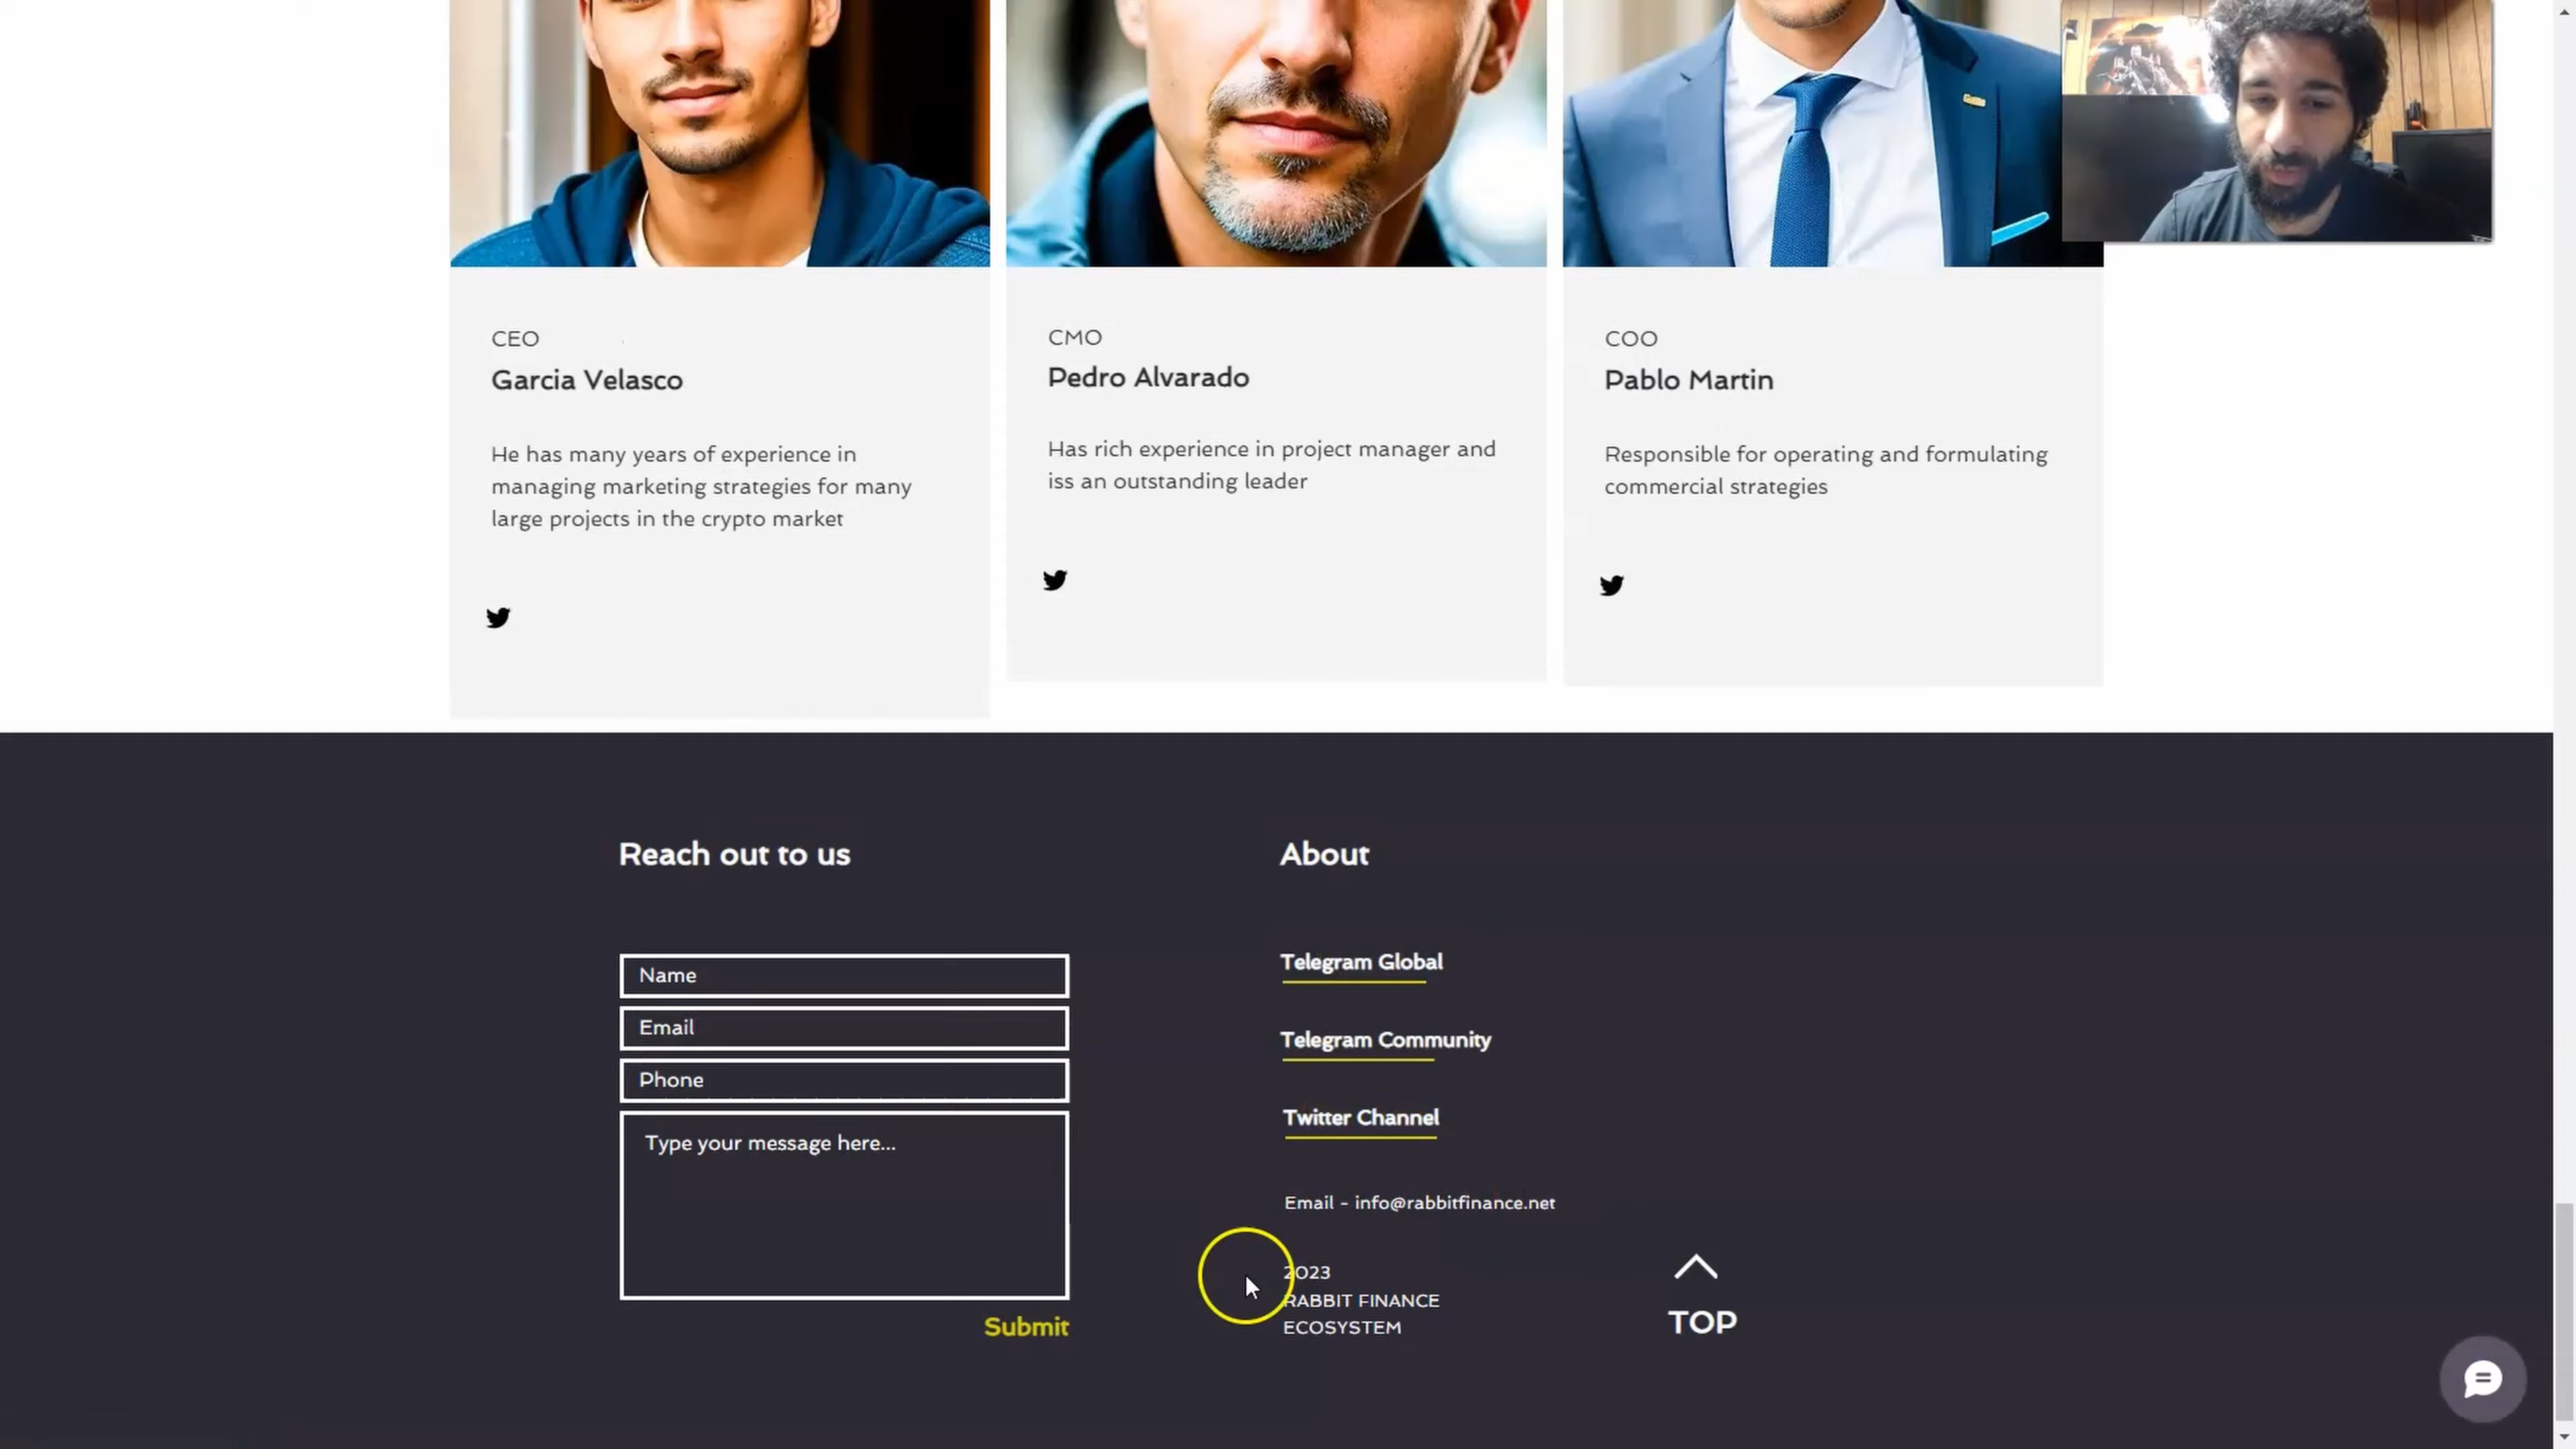 CEO
Garcia Velasco
He has many years of experience in
managing marketing strategies for many
large projects in the crypto market
CMO
Pedro Alvarado
Has rich experience in project manager and
iss an outstanding leader
COO
Pablo Martin
Responsible for operating and formulating
commercial strategies
Reach out to us
Name
Email
Phone
Type your message here...
Submit
About
Telegram Global
Telegram Community
Twitter Channel
Email - info@rabbitfinance.net
2023
RABBIT FINANCE
ECOSYSTEM
TOP